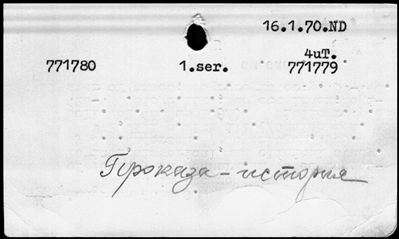 16.1.70.ND
4uT.
771780 1.ser. 771779
Проказа - история